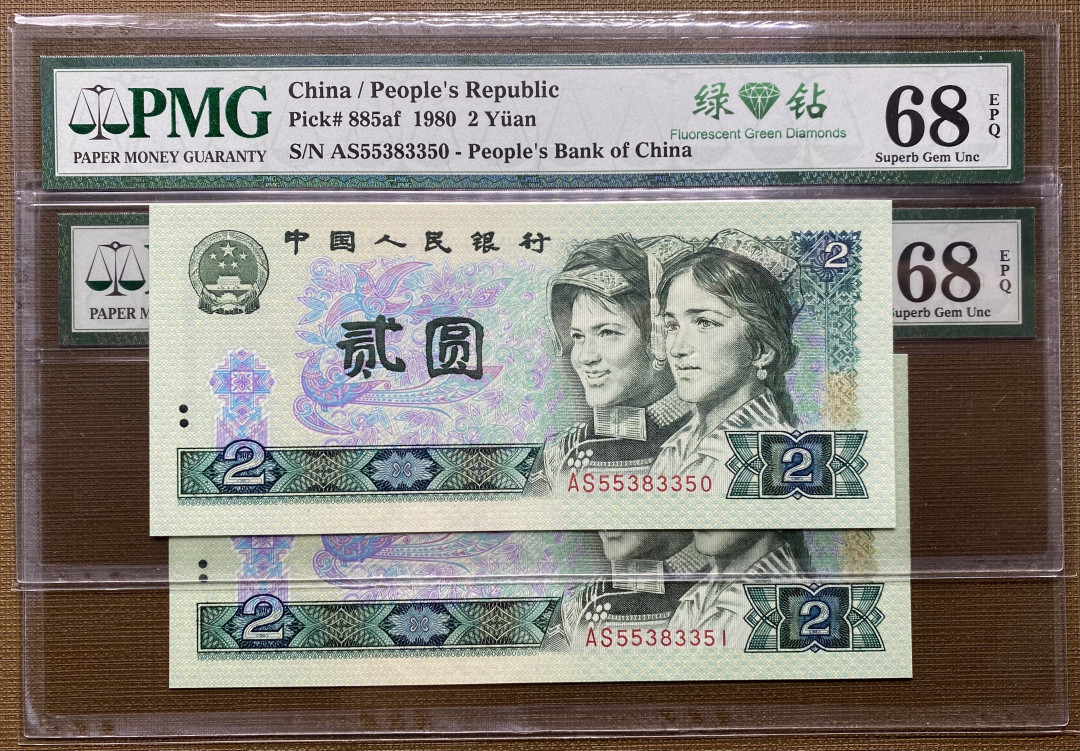 PMG
PAPER MONEY GUARANTY
China / People's Republic
Pick# 885af 1980 2 Yüan
S/N AS55383350 - People's Bank of China
绿 钻
Fluorescent Green Diamonds
68
EPQ
Superb Gem Unc
PAPER M
68
EPQ
Superb Gem Unc
中国人民银行
2
贰圆
2
2
AS55383350
2
2
AS55383351